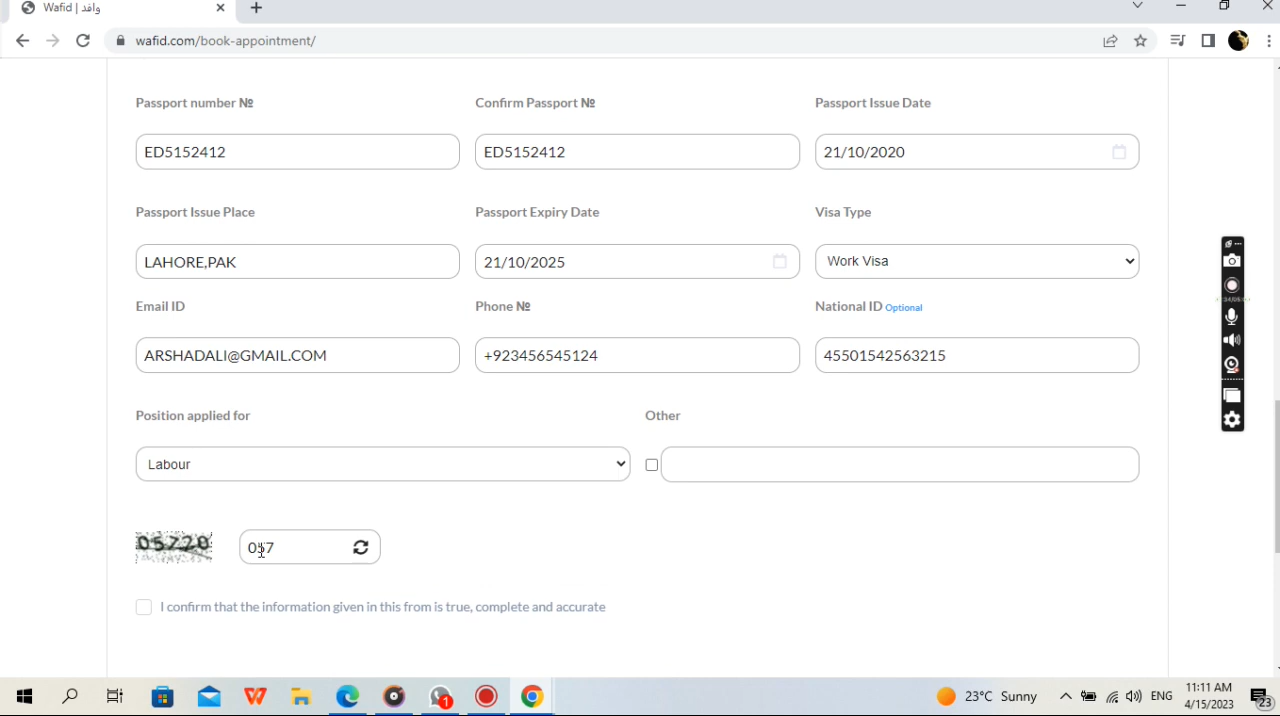 Wafid | وافد
wafid.com/book-appointment/
Passport number №
Confirm Passport №
Passport Issue Date
ED5152412
ED5152412
21/10/2020
Passport Issue Place
Passport Expiry Date
Visa Type
LAHORE,PAK
21/10/2025
Work Visa
Email ID
Phone №
National ID Optional
ARSHADALI@GMAIL.COM
+923456545124
45501542563215
Position applied for
Other
Labour
057
I confirm that the information given in this from is true, complete and accurate
23°C Sunny
ENG
11:11 AM
4/15/2023
1
23